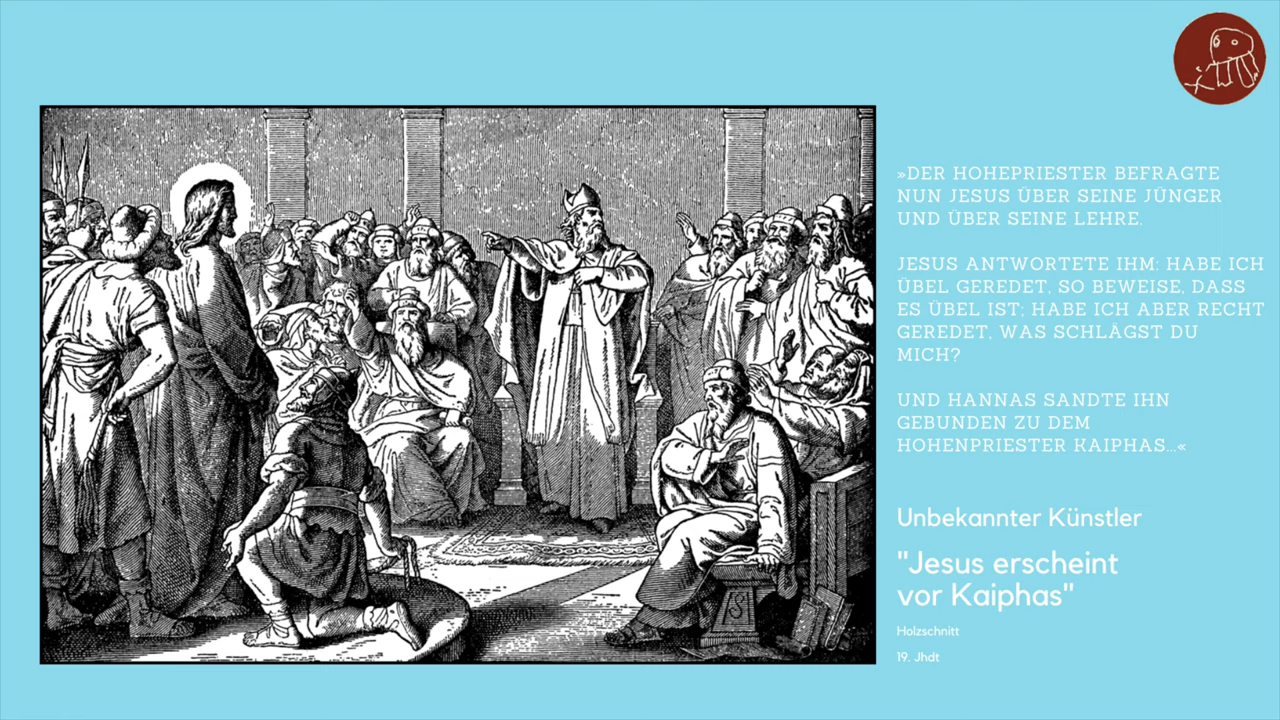 »DER HOHEPRIESTER BEFRAGTE
NUN JESUS ÜBER SEINE JÜNGER
UND ÜBER SEINE LEHRE.
JESUS ANTWORTETE IHM: HABE ICH
ÜBEL GEREDET, SO BEWEISE, DASS
ES ÜBEL IST; HABE ICH ABER RECHT
GEREDET, WAS SCHLÄGST DU
MICH?
UND HANNAS SANDTE IHN
GEBUNDEN ZU DEM
HOHENPRIESTER KAIPHAS...«
Unbekannter Künstler
"Jesus erscheint
vor Kaiphas"
Holzschnitt
19. Jhdt